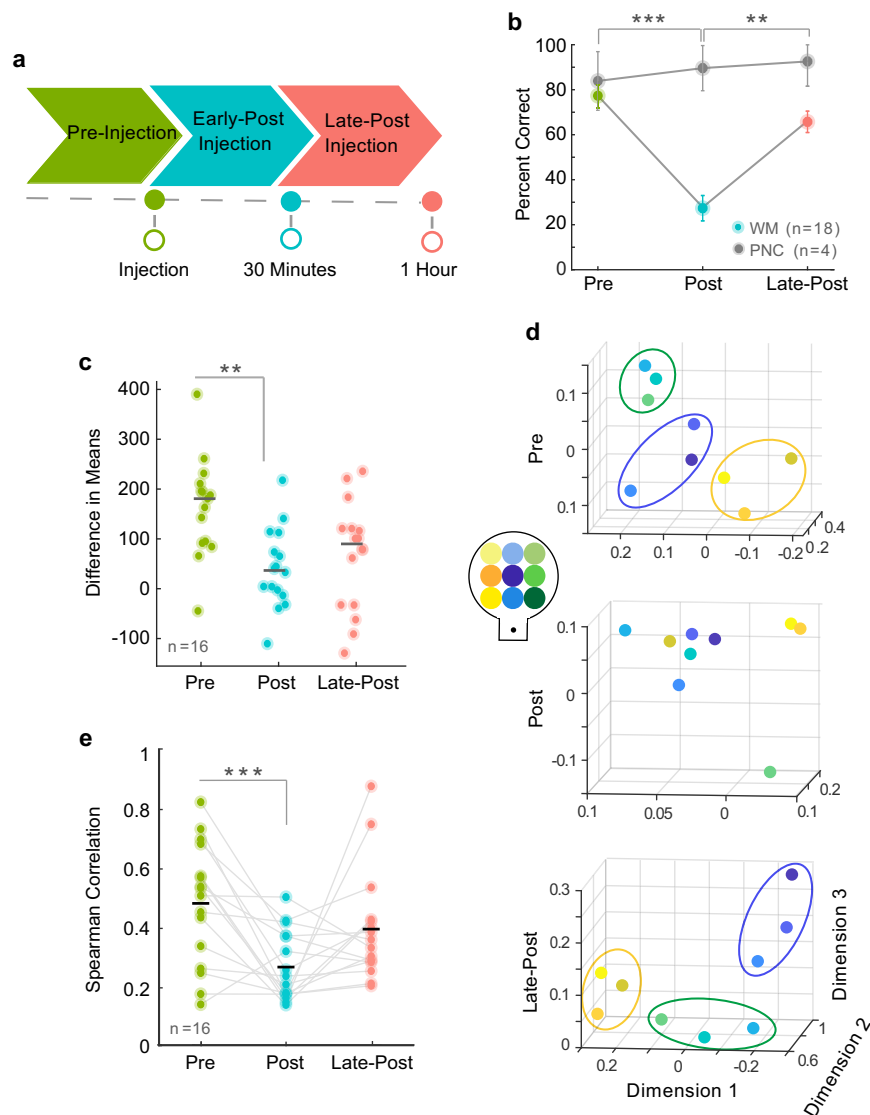 a
Pre-Injection
Early-Post
Injection
Late-Post
Injection
Injection
30 Minutes
1 Hour
b
***
**
Percent Correct
100
80
60
40
20
0
WM (n=18)
PNC (n=4)
Pre
Post
Late-Post
c
**
Difference in Means
400
300
200
100
0
-100
n=16
Pre
Post
Late-Post
d
Pre
0.1
0
0.1
0.2
0.1
0
-0.1
-0.2
0.2
0.4
Post
0.1
0
-0.1
0.1
0.05
0
0.1
0.2
Late-Post
0.3
0.2
0.1
0
0.2
0
-0.2
0.6
1
Dimension 1
Dimension 2
Dimension 3
e
***
Spearman Correlation
1
0.8
0.6
0.4
0.2
0
n=16
Pre
Post
Late-Post